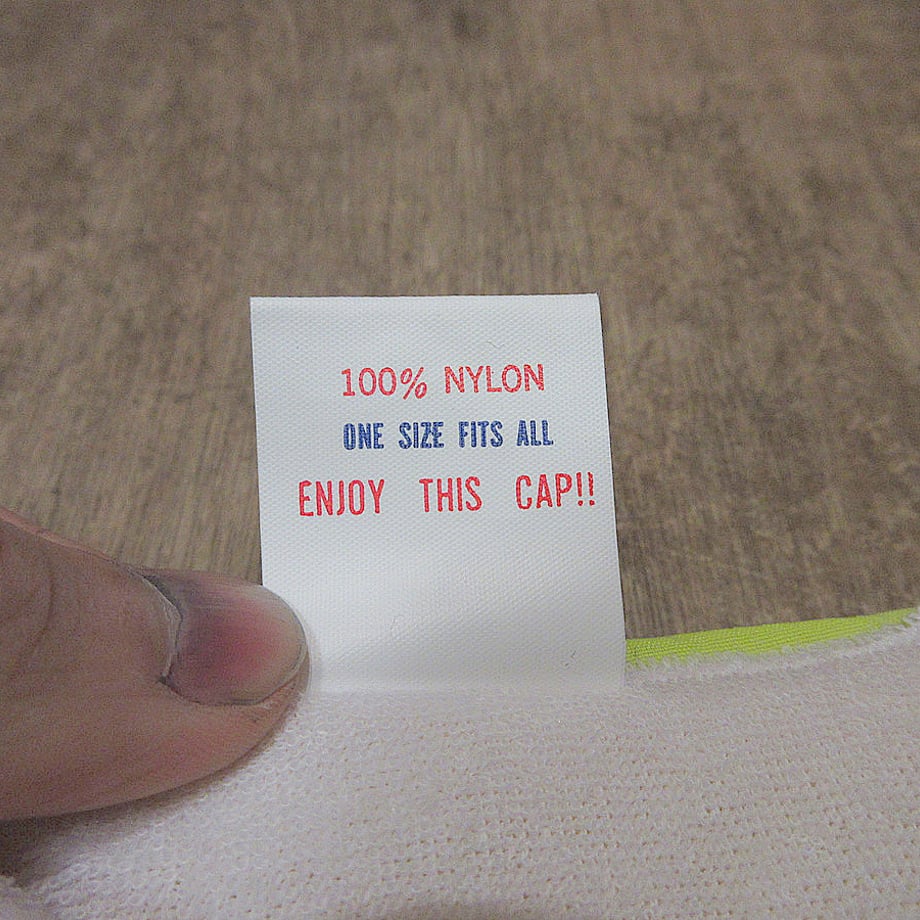 100% NYLON
ONE SIZE FITS ALL
ENJOY THIS CAP!!